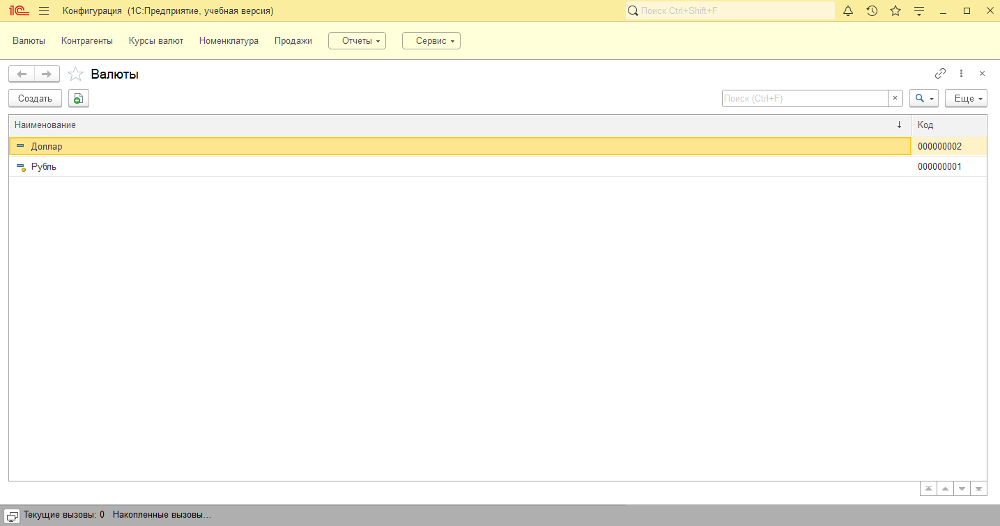 1С Конфигурация (1С:Предприятие, учебная версия) Поиск Ctrl+Shift+F
Валюты Контрагенты Курсы валют Номенклатура Продажи Отчеты Сервис
Валюты
Создать Поиск (Ctrl+F) × Еще
Наименование ↓ Код
Доллар 000000002
Рубль 000000001
Текущие вызовы: 0 Накопленные вызовы…